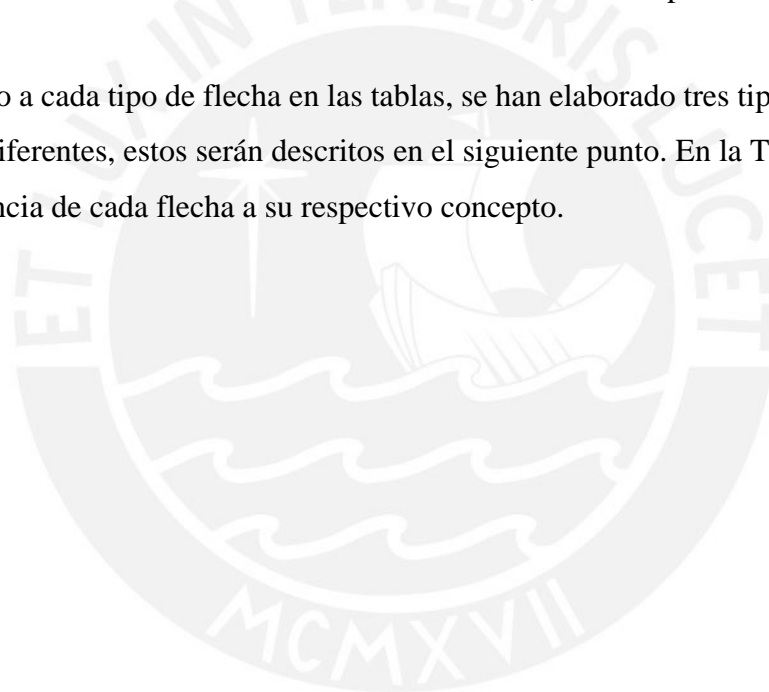 o a cada tipo de flecha en las tablas, se han elaborado tres tip
iferentes, estos serán descritos en el siguiente punto. En la T
ncia de cada flecha a su respectivo concepto.
ET LUX IN TENEBRIS LUCET
MCMXVII